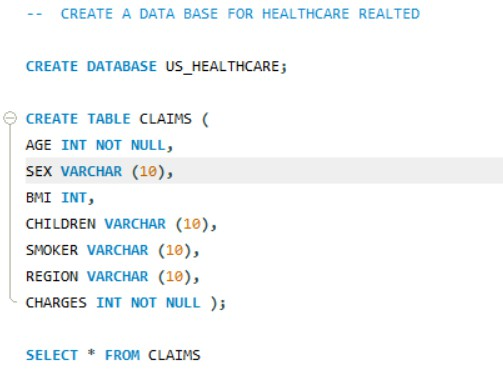 -- CREATE A DATA BASE FOR HEALTHCARE REALTED
CREATE DATABASE US_HEALTHCARE;
CREATE TABLE CLAIMS (
AGE INT NOT NULL,
SEX VARCHAR (10),
BMI INT,
CHILDREN VARCHAR (10),
SMOKER VARCHAR (10),
REGION VARCHAR (10),
CHARGES INT NOT NULL );
SELECT * FROM CLAIMS